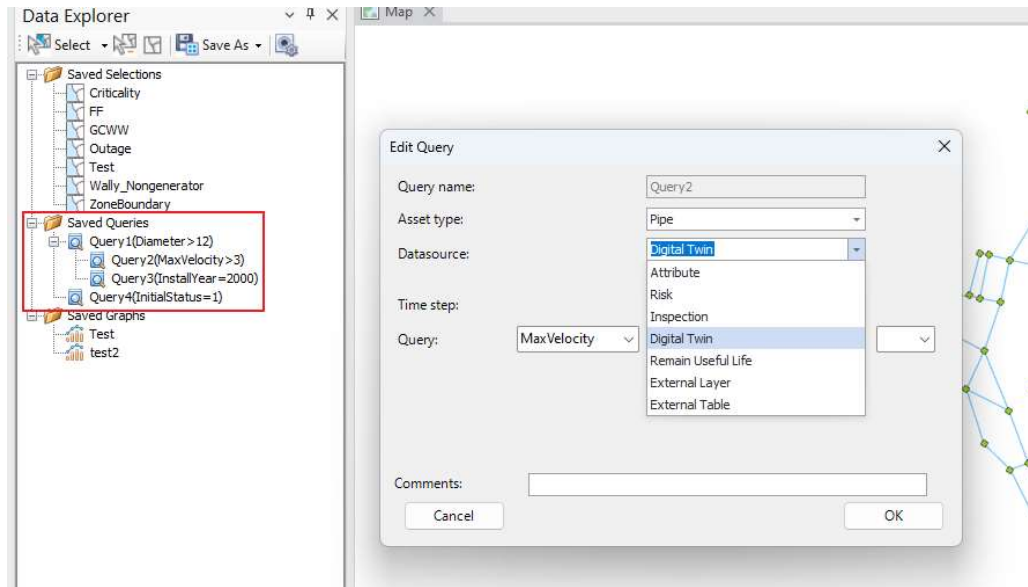 Data Explorer
Select
Save As
Saved Selections
Criticality
FF
GCWW
Outage
Test
Wally_Nongenerator
ZoneBoundary
Saved Queries
Query1(Diameter>12)
Query2(MaxVelocity>3)
Query3(InstallYear=2000)
Query4(InitialStatus=1)
Saved Graphs
Test
test2
Map
Edit Query
Query name:
Query2
Asset type:
Pipe
Datasource:
Digital Twin
Attribute
Risk
Inspection
Digital Twin
Remain Useful Life
External Layer
External Table
Time step:
Query:
MaxVelocity
Comments:
Cancel
OK